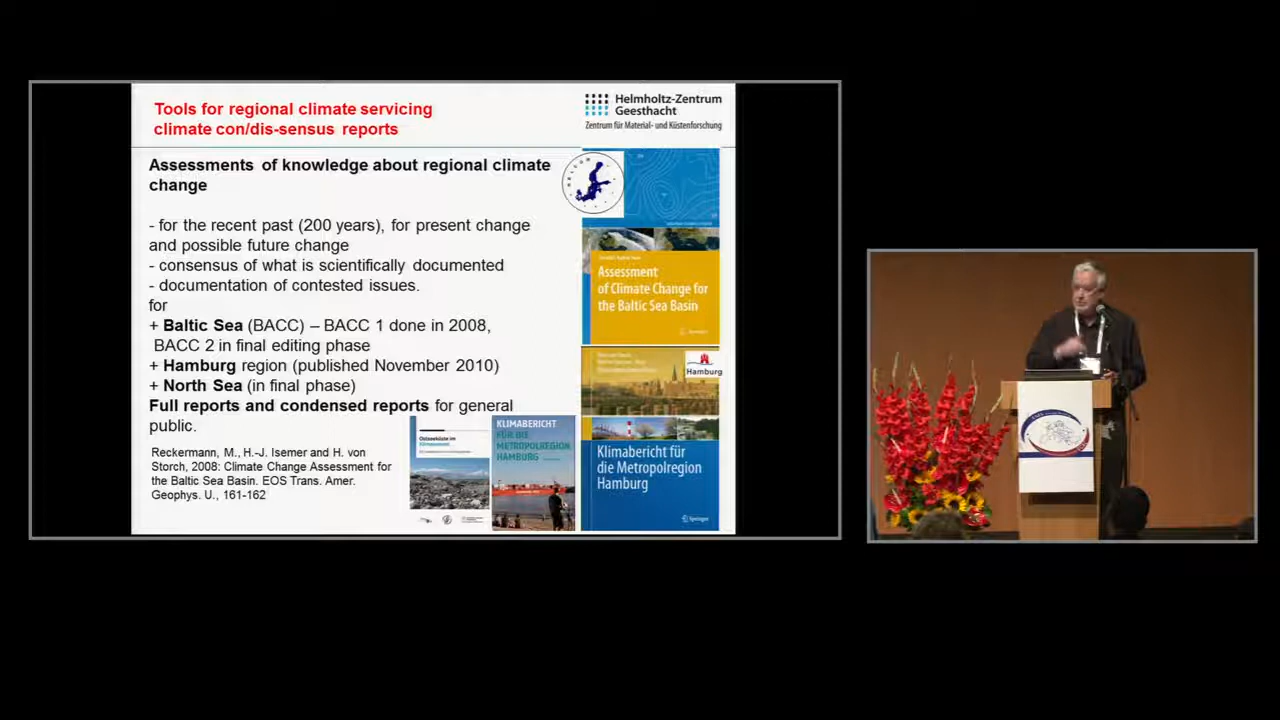 Tools for regional climate servicing
climate con/dis-sensus reports
Helmholtz-Zentrum
Geesthacht
Zentrum für Material- und Küstenforschung
Assessments of knowledge about regional climate
change
- for the recent past (200 years), for present change
and possible future change
- consensus of what is scientifically documented
- documentation of contested issues.
for
+ Baltic Sea (BACC) – BACC 1 done in 2008,
BACC 2 in final editing phase
+ Hamburg region (published November 2010)
+ North Sea (in final phase)
Full reports and condensed reports for general
public.
Reckermann, M., H.-J. Isemer and H. von
Storch, 2008: Climate Change Assessment for
the Baltic Sea Basin. EOS Trans. Amer.
Geophys. U., 161-162
Assessment
of Climate Change for
the Baltic Sea Basin
Hamburg
Ostseeküste im
KLIMABERICHT
FÜR DIE
METROPOLREGION
HAMBURG
Klimabericht für
die Metropolregion
Hamburg
Springer